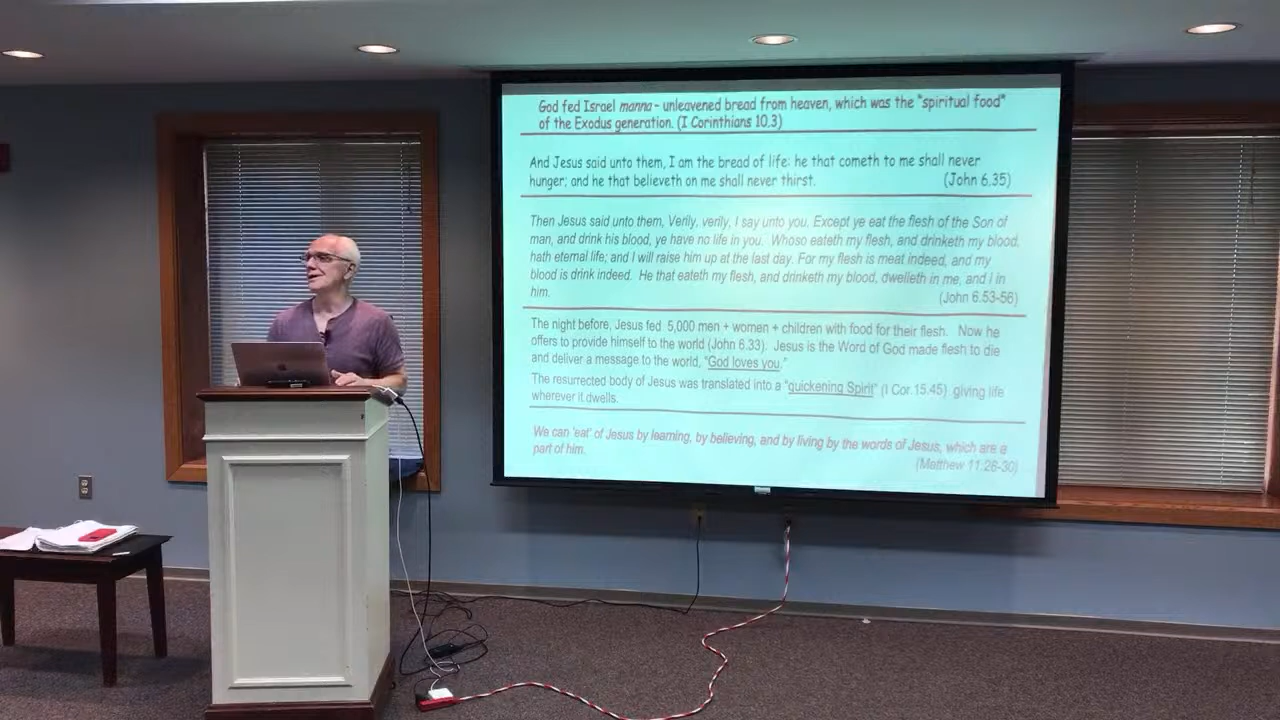 God fed Israel manna - unleavened bread from heaven, which was the "spiritual food"
of the Exodus generation. (I Corinthians 10.3)
And Jesus said unto them, I am the bread of life: he that cometh to me shall never
hunger; and he that believeth on me shall never thirst. (John 6.35)
Then Jesus said unto them, Verily, verily, I say unto you. Except ye eat the flesh of the Son of
man, and drink his blood, ye have no life in you. Whoso eateth my flesh, and drinketh my blood,
hath eternal life; and I will raise him up at the last day. For my flesh is meat indeed, and my
blood is drink indeed. He that eateth my flesh, and drinketh my blood, dwelleth in me, and I in
him. (John 6.53-56)
The night before, Jesus fed 5,000 men + women + children with food for their flesh. Now he
offers to provide himself to the world (John 6.33). Jesus is the Word of God made flesh to die
and deliver a message to the world, "God loves you."
The resurrected body of Jesus was translated into a "quickening Spirit" (I Cor. 15.45) giving life
wherever it dwells.
We can 'eat' of Jesus by learning, by believing, and by living by the words of Jesus, which are a
part of him. (Matthew 11.28-30)